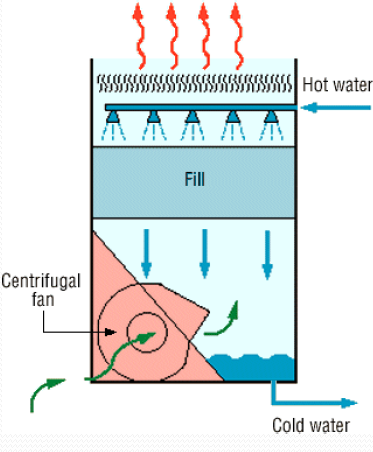 Hot water
Fill
Centrifugal
fan
Cold water